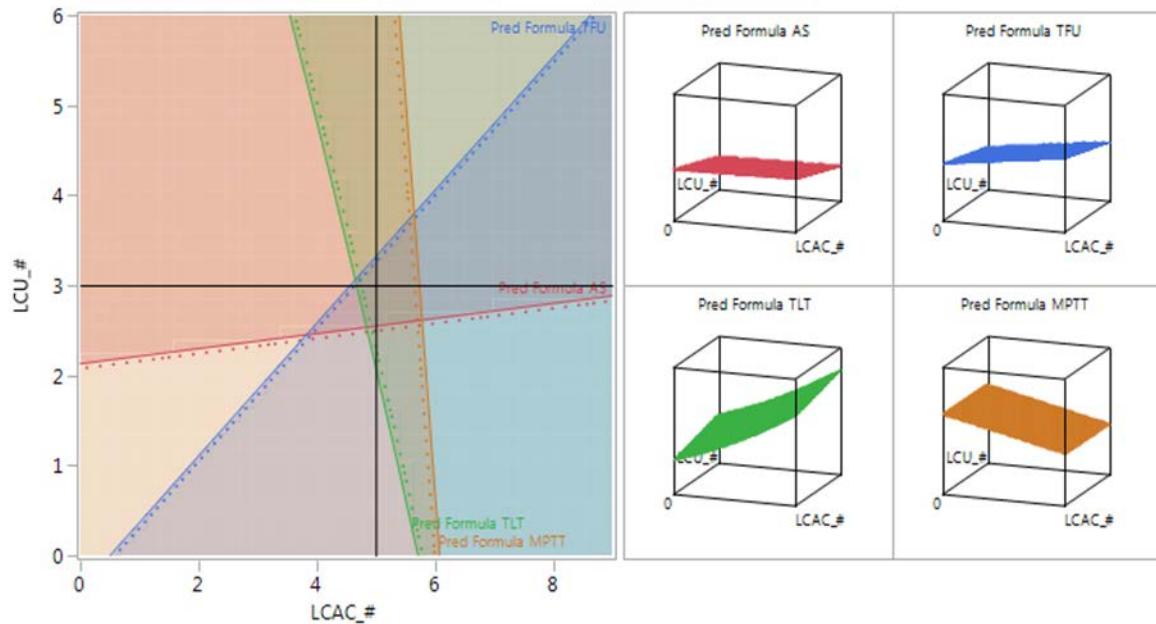 6
5
4
3
2
1
0
LCU_#
0
2
4
6
8
LCAC_#
Pred Formula TFU
Pred Formula AS
Pred Formula TLT
Pred Formula MPTT
Pred Formula AS
LCU_#
0
LCAC_#
Pred Formula TFU
LCU_#
0
LCAC_#
Pred Formula TLT
LCU_#
0
LCAC_#
Pred Formula MPTT
LCU_#
0
LCAC_#